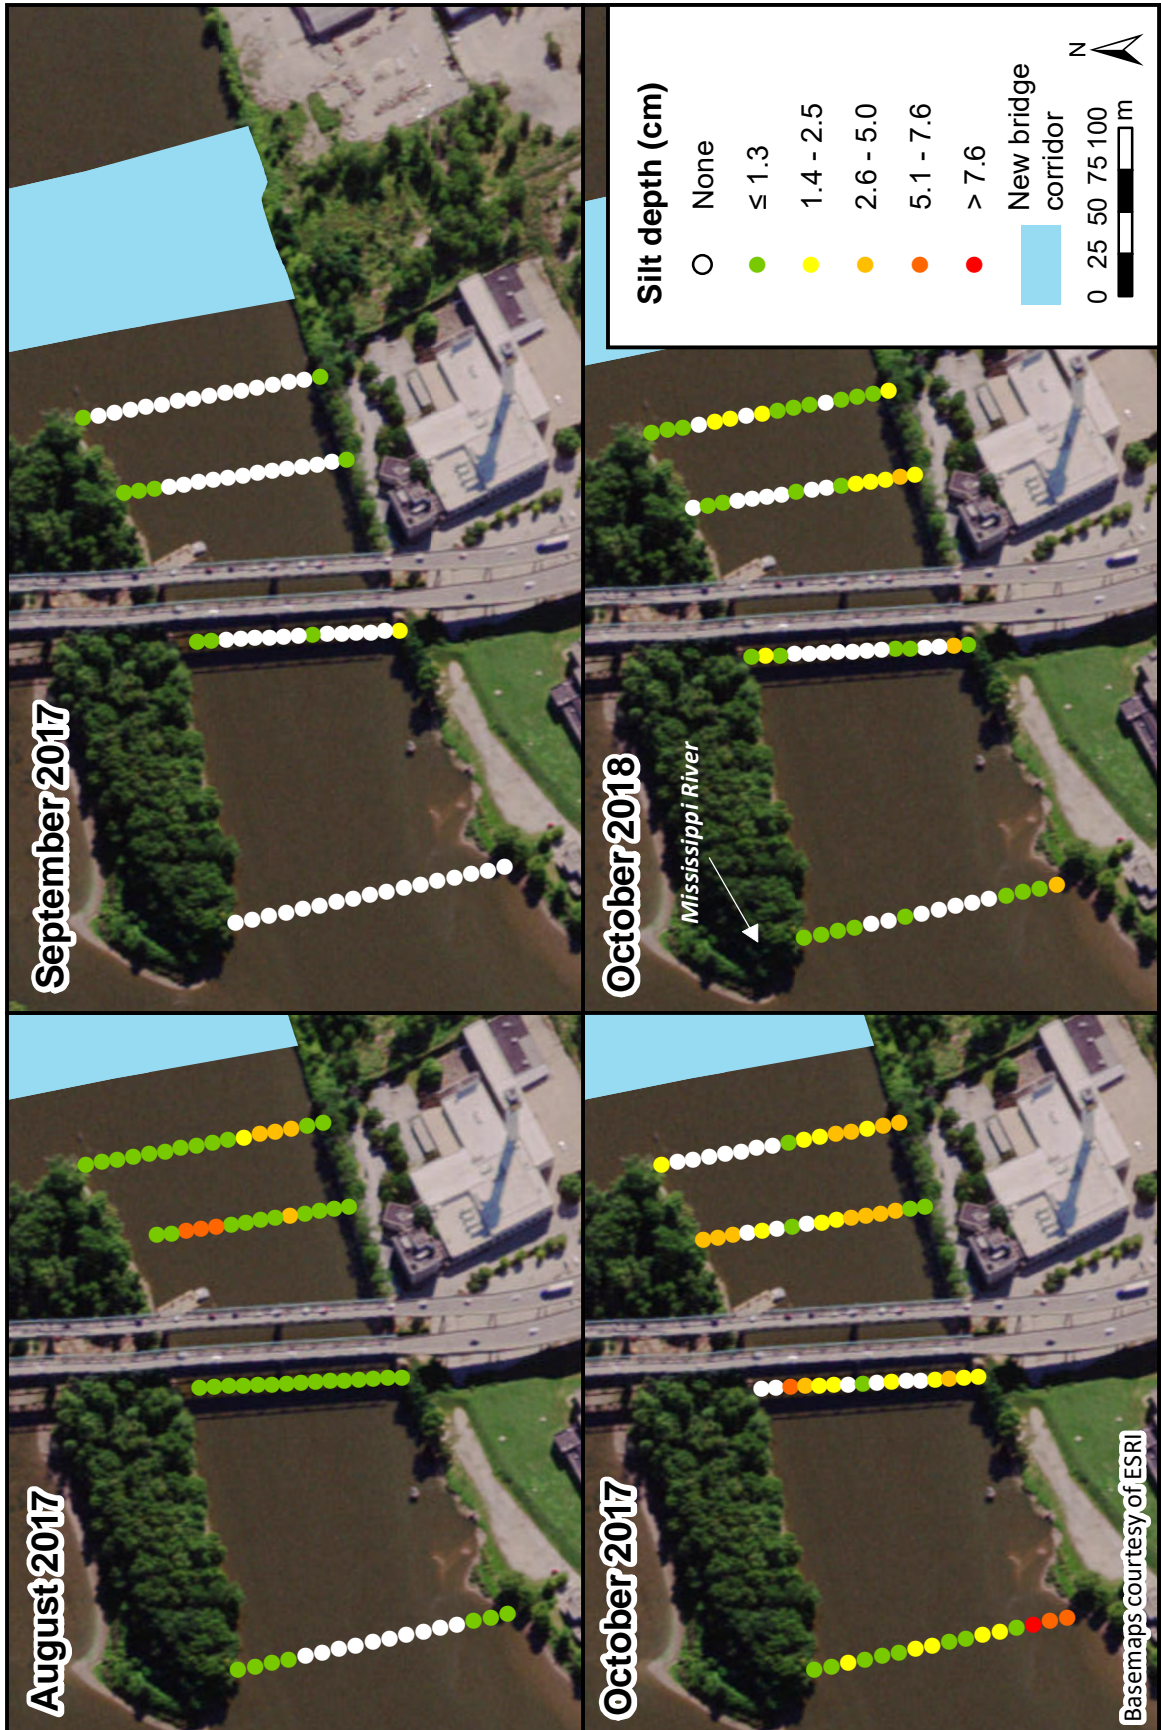 August 2017
September 2017
October 2017
Basemaps courtesy of ESRI
October 2018
Mississippi River
Silt depth (cm)
None
≤ 1.3
1.4 - 2.5
2.6 - 5.0
5.1 - 7.6
> 7.6
New bridge
corridor
N
0 25 50 75 100
m